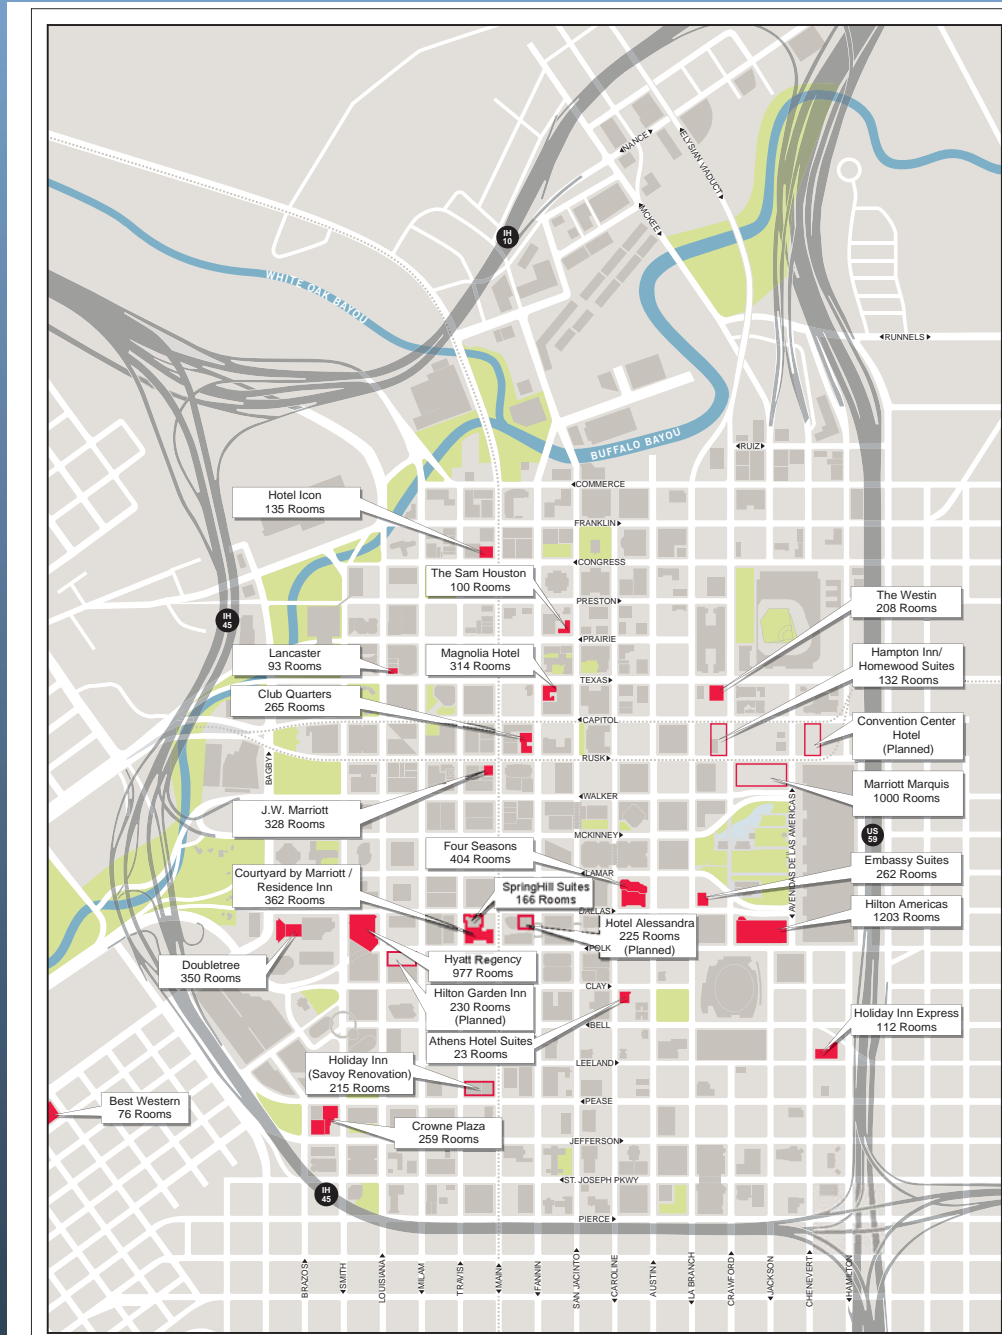 NANCE
ELYSIAN VIADUCT
MCKEE
IH
10
WHITE OAK BAYOU
RUNNELS
BUFFALO BAYOU
RUIZ
COMMERCE
Hotel Icon
135 Rooms
FRANKLIN
CONGRESS
The Sam Houston
100 Rooms
PRESTON
The Westin
208 Rooms
IH
45
PRAIRIE
Lancaster
93 Rooms
Magnolia Hotel
314 Rooms
Hampton Inn/
Homewood Suites
132 Rooms
TEXAS
Club Quarters
265 Rooms
CAPITOL
Convention Center
Hotel
(Planned)
RUSK
BAGBY
Marriott Marquis
1000 Rooms
WALKER
AVENIDAS DE LAS AMERICAS
J.W. Marriott
328 Rooms
MCKINNEY
US
59
Four Seasons
404 Rooms
Embassy Suites
262 Rooms
LAMAR
Courtyard by Marriott /
Residence Inn
362 Rooms
SpringHill Suites
166 Rooms
Hilton Americas
1203 Rooms
DALLAS
Hotel Alessandra
225 Rooms
(Planned)
POLK
Doubletree
350 Rooms
Hyatt Regency
977 Rooms
CLAY
Hilton Garden Inn
230 Rooms
(Planned)
Holiday Inn Express
112 Rooms
BELL
Athens Hotel Suites
23 Rooms
LEELAND
Holiday Inn
(Savoy Renovation)
215 Rooms
PEASE
Best Western
76 Rooms
Crowne Plaza
259 Rooms
JEFFERSON
ST. JOSEPH PKWY
IH
45
PIERCE
BRAZOS
SMITH
LOUISIANA
MILAM
TRAVIS
MAIN
FANNIN
SAN JACINTO
CAROLINE
AUSTIN
LA BRANCH
CRAWFORD
JACKSON
CHENEVERT
HAMILTON